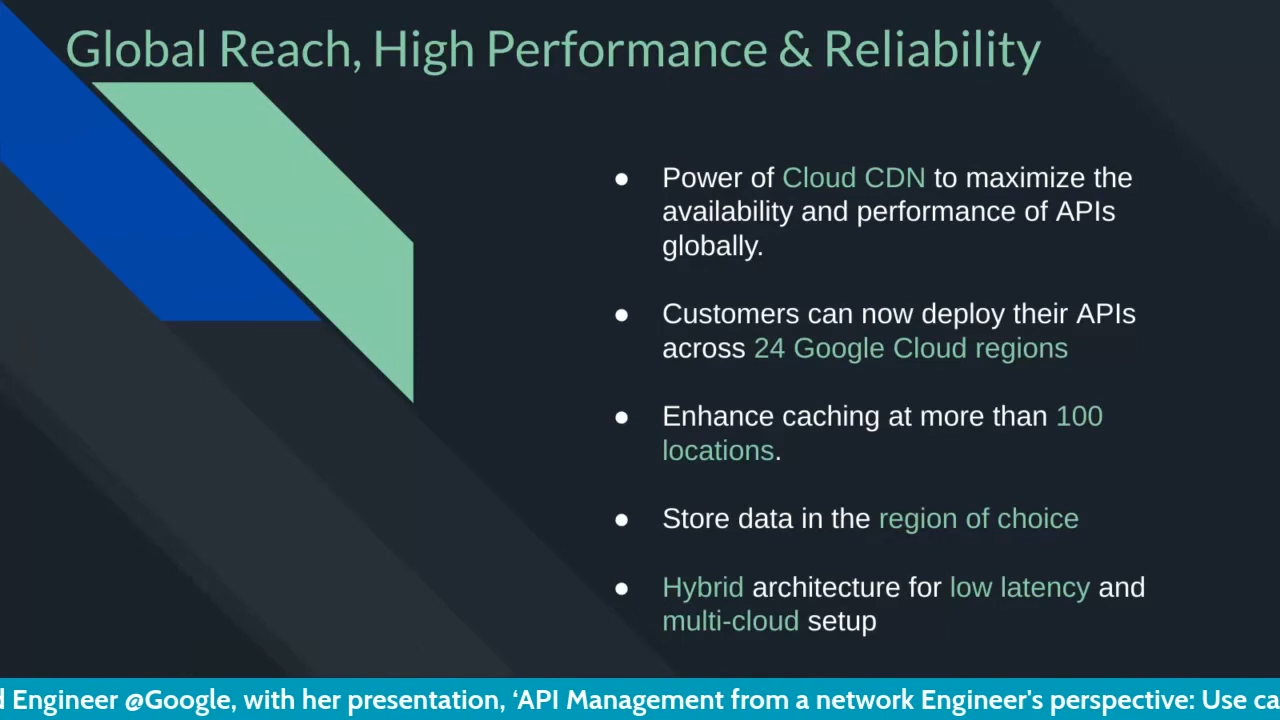 Global Reach, High Performance & Reliability
● Power of Cloud CDN to maximize the
availability and performance of APIs
globally.
● Customers can now deploy their APIs
across 24 Google Cloud regions
● Enhance caching at more than 100
locations.
● Store data in the region of choice
● Hybrid architecture for low latency and
multi-cloud setup
Engineer @Google, with her presentation, ‘API Management from a network Engineer's perspective: Use